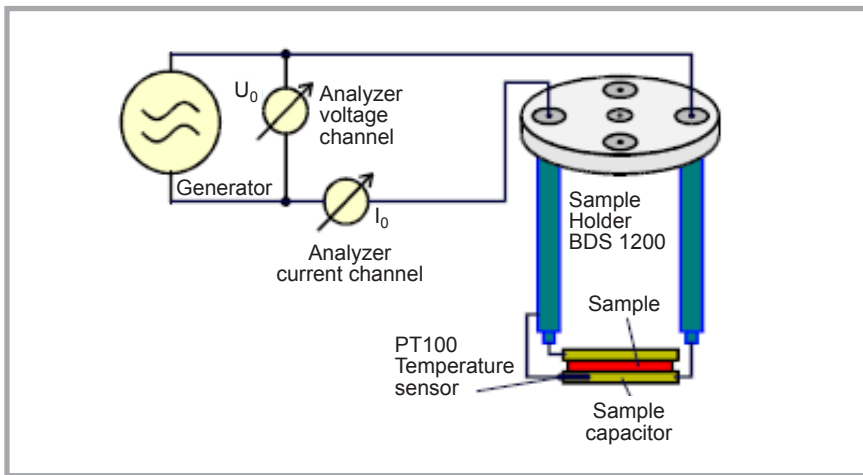 U0
Analyzer
voltage
channel
Generator
I0
Analyzer
current channel
Sample
Holder
BDS 1200
Sample
PT100
Temperature
sensor
Sample
capacitor